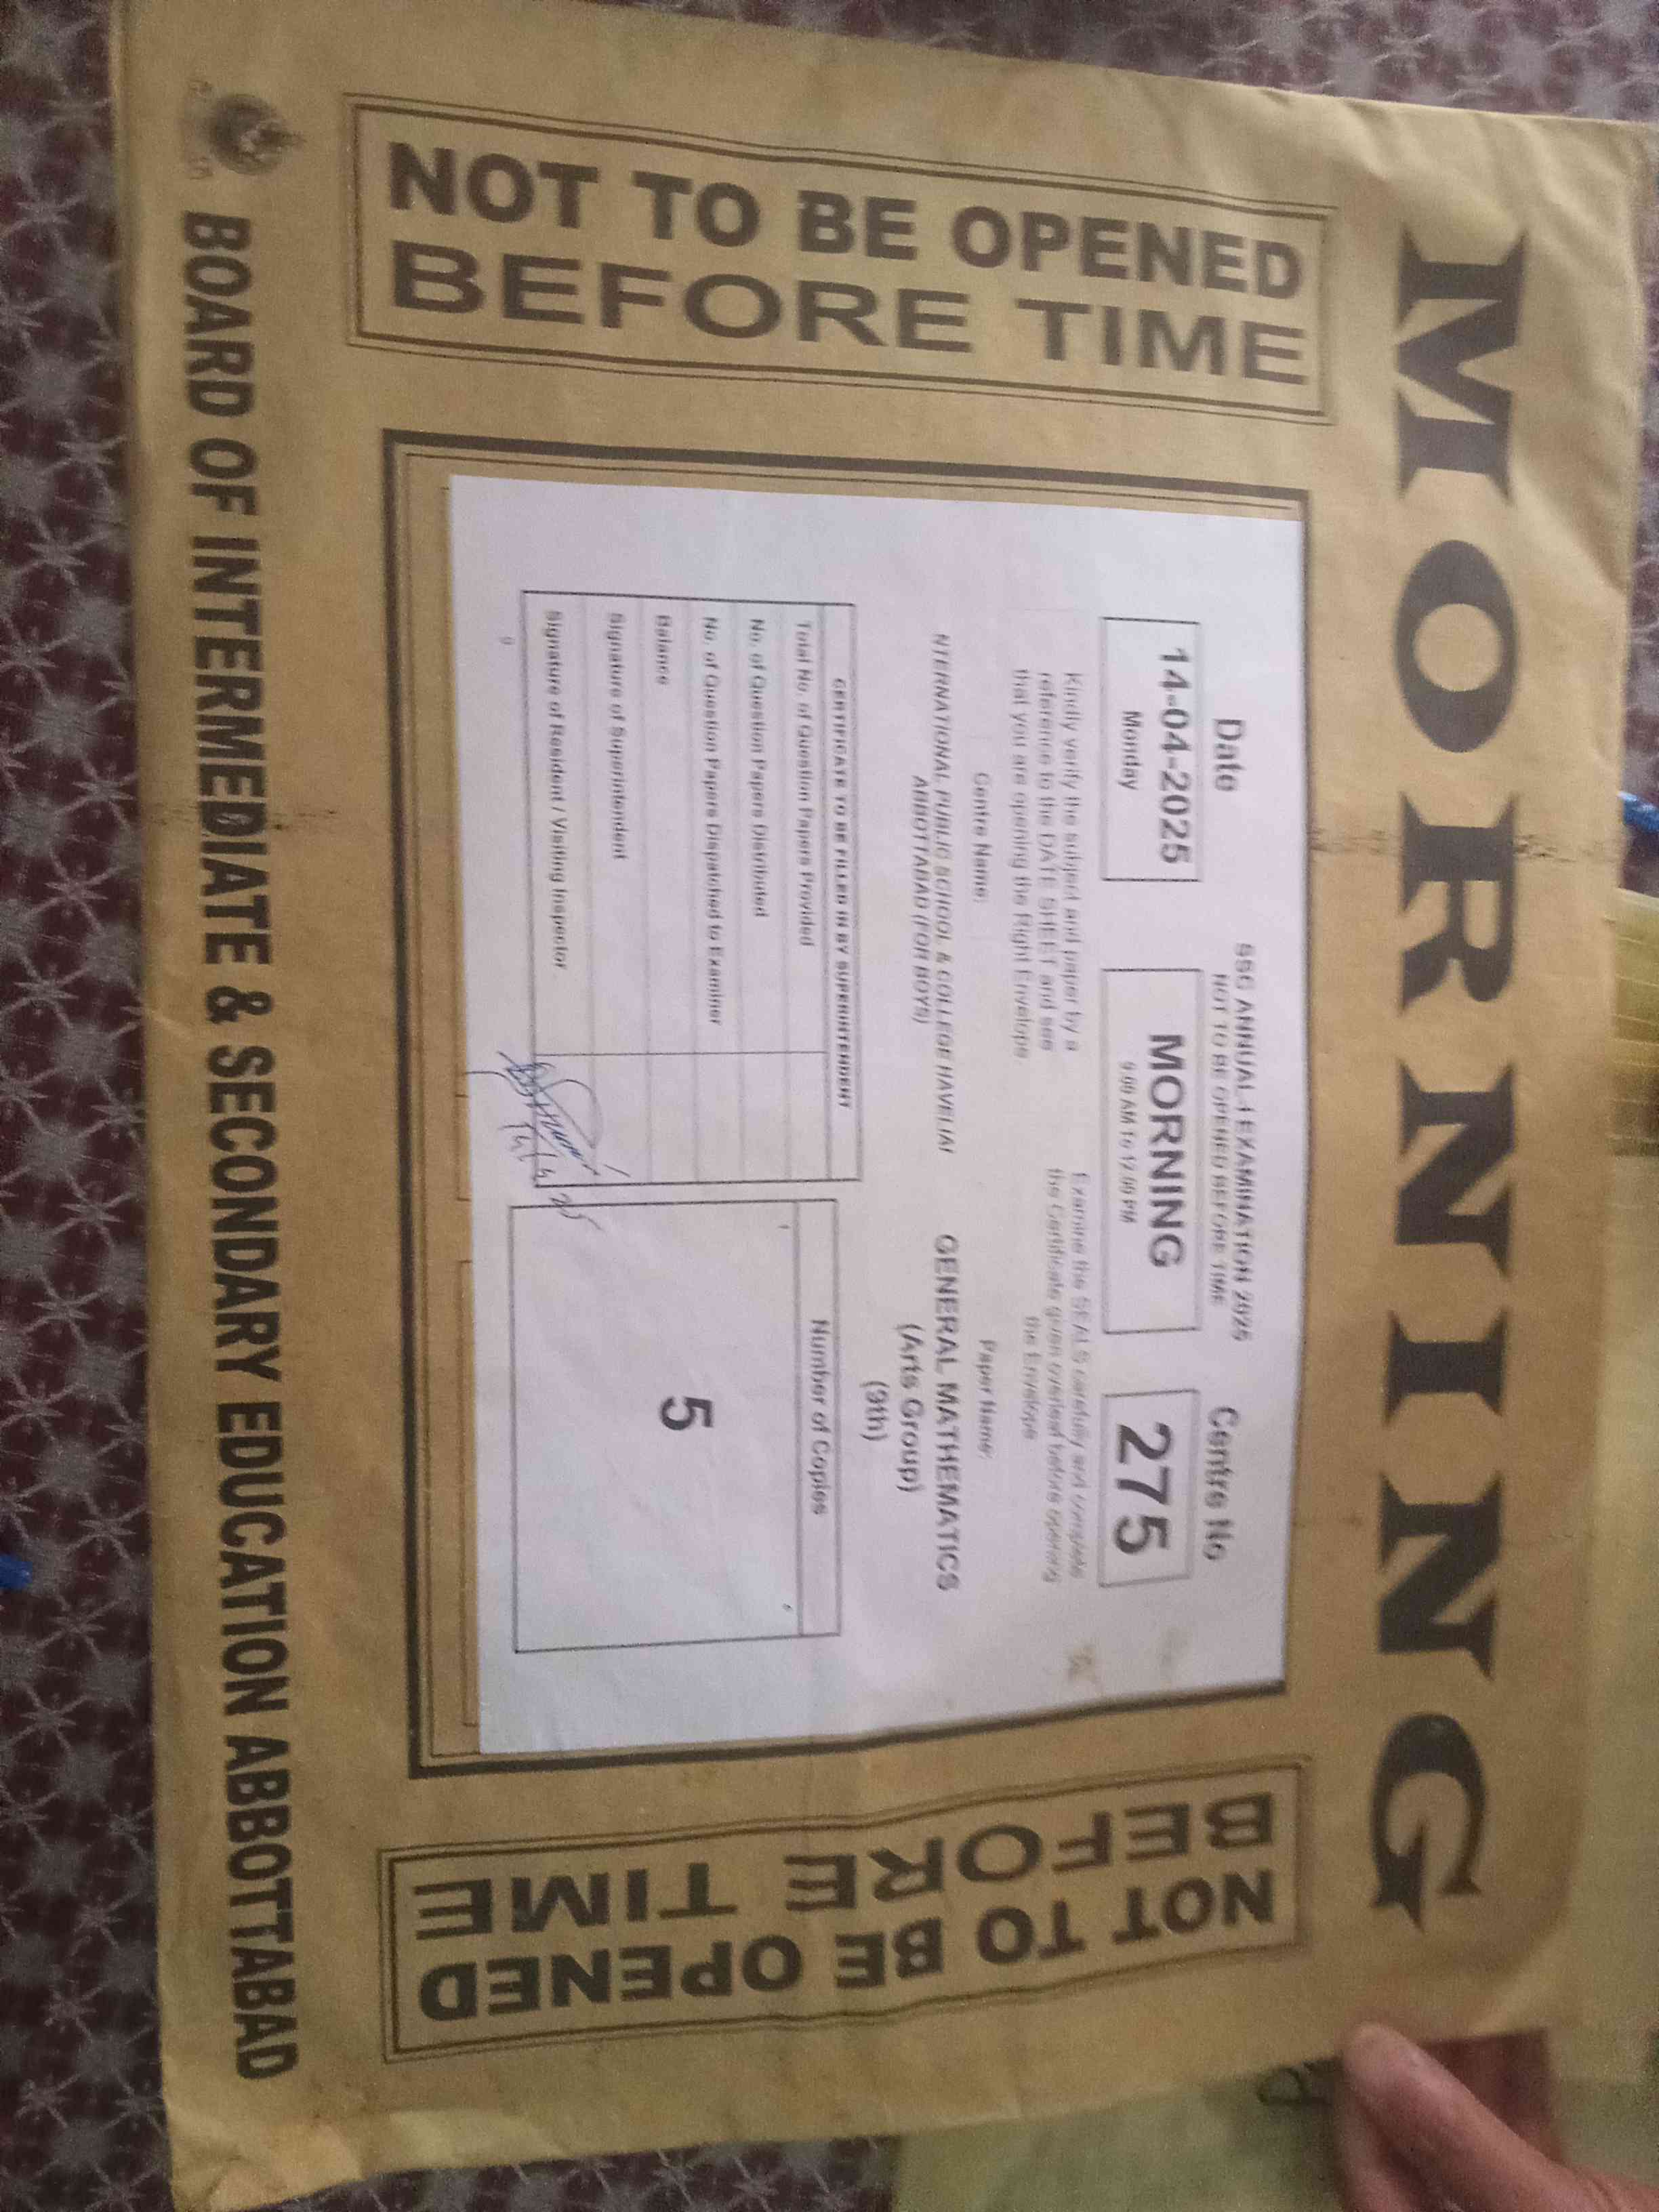 MORNING
NOT TO BE OPENED
BEFORE TIME
SSC ANNUAL-I EXAMINATION 2025
NOT TO BE OPENED BEFORE TIME
Date
14-04-2025
Monday
MORNING
9:00 AM To 12:00 PM
Centre No
275
Kindly verify the subject and paper by a
reference to the DATE SHEET and see
that you are opening the Right Envelope
Examine the SEALS carefully and complete
the Certificate given overleaf before opening
the Envelope
Centre Name:
NTERNATIONAL PUBLIC SCHOOL & COLLEGE HAVELIAN
ABBOTTABAD (FOR BOYS)
Paper Name:
GENERAL MATHEMATICS
(Arts Group)
(9th)
CERTIFICATE TO BE FILLED IN BY SUPERINTENDENT
Total No. of Question Papers Provided
No. of Question Papers Distributed
No. of Question Papers Dispatched to Examiner
Balance
Signature of Superintendent
Signature of Resident / Visiting Inspector
14/4/25
Number of Copies
5
NOT TO BE OPENED
BEFORE TIME
BOARD OF INTERMEDIATE & SECONDARY EDUCATION ABBOTTABAD